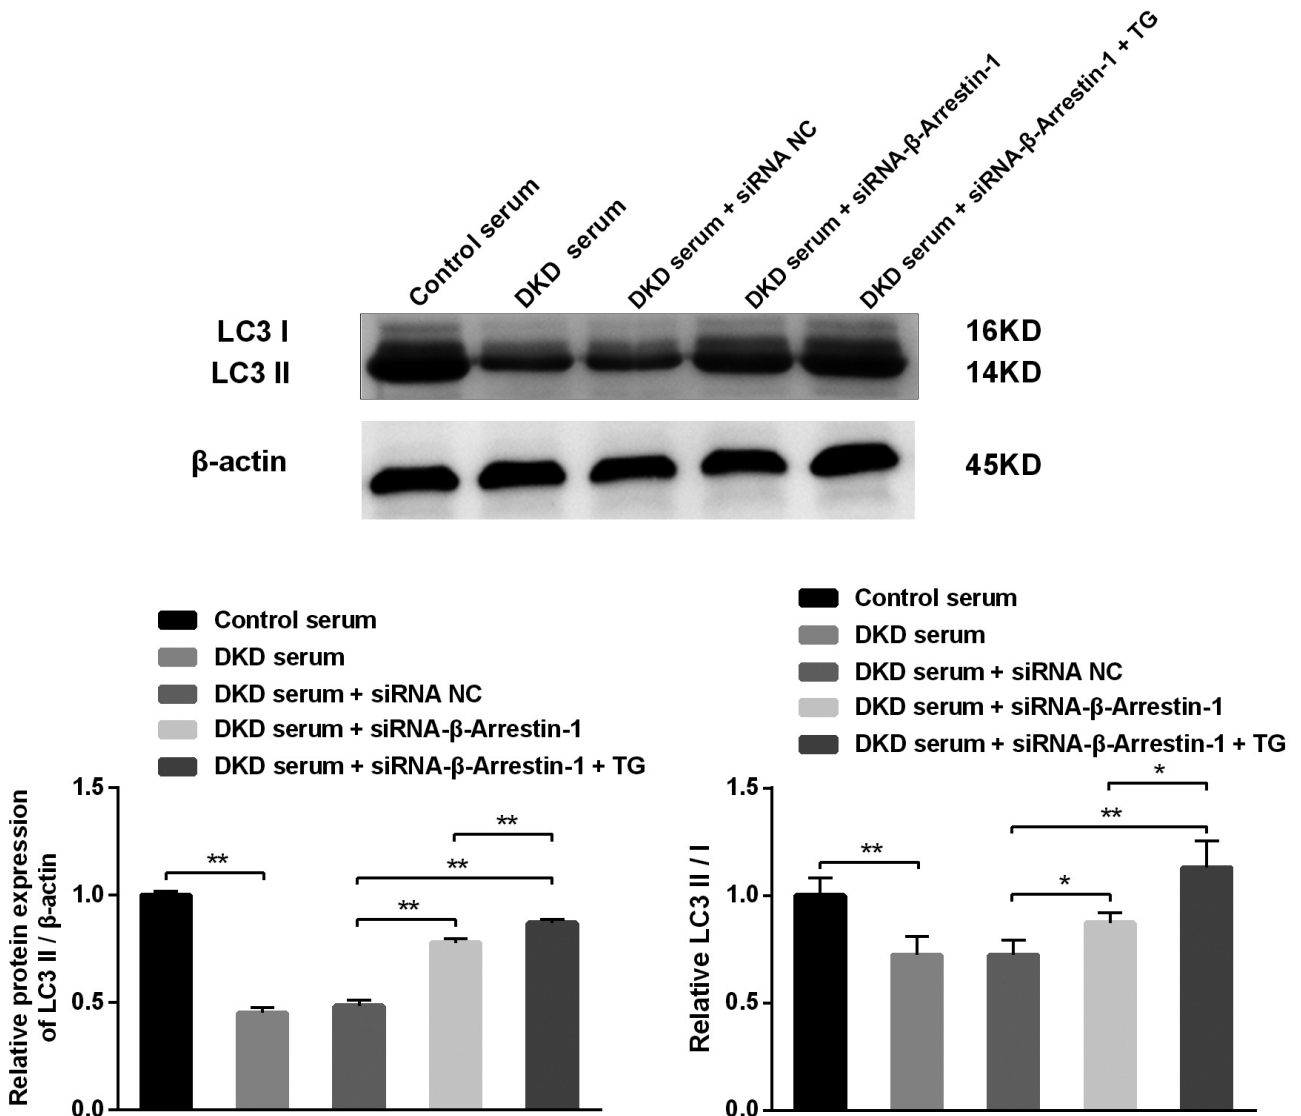 Control serum
DKD  serum
DKD serum + siRNA NC
DKD serum + siRNA-β-Arrestin-1
DKD serum + siRNA-β-Arrestin-1 + TG
LC3 I
16KD
LC3 II
14KD
β-actin
45KD
Control serum
DKD serum
DKD serum + siRNA NC
DKD serum + siRNA-β-Arrestin-1
DKD serum + siRNA-β-Arrestin-1 + TG
Relative protein expression
of LC3 II / β-actin
1.5
1.0
0.5
0.0
**
**
**
**
Control serum
DKD serum
DKD serum + siRNA NC
DKD serum + siRNA-β-Arrestin-1
DKD serum + siRNA-β-Arrestin-1 + TG
Relative LC3 II / I
1.5
1.0
0.5
0.0
*
**
**
*